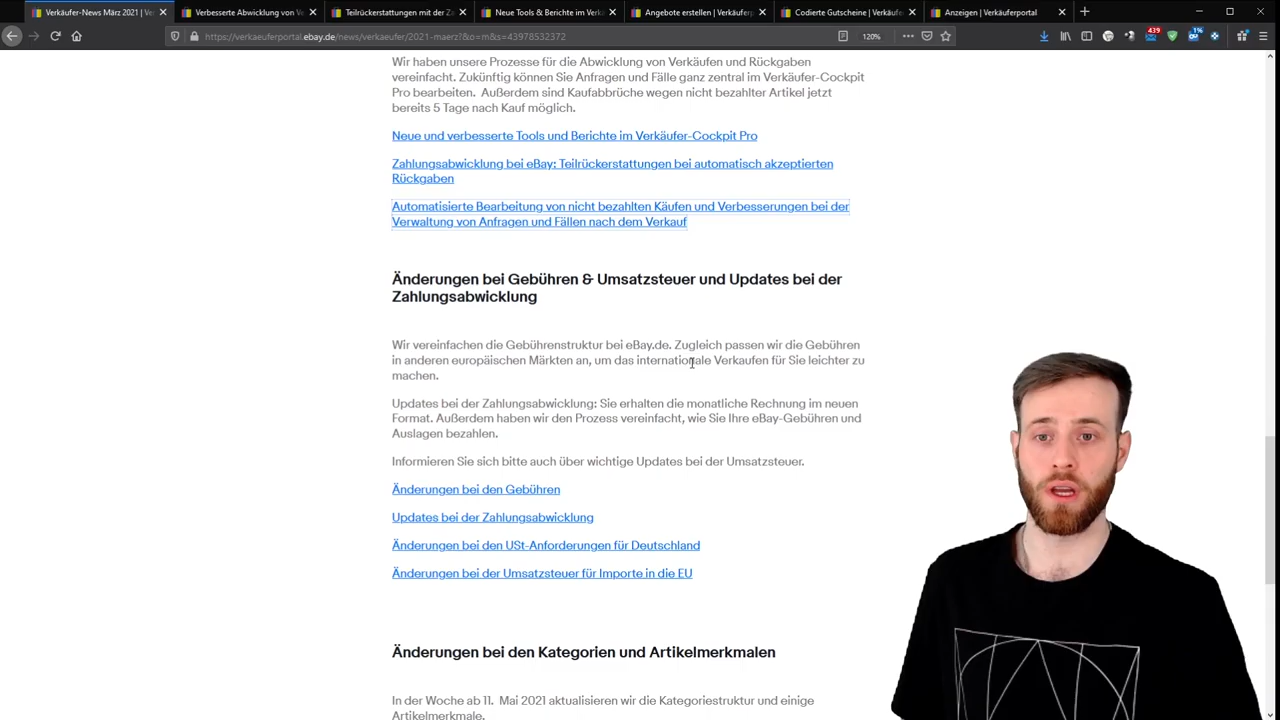 Verkäufer-News März 2021 | Ve
Verbesserte Abwicklung von Ve
Teilrückerstattungen mit der Za
Neue Tools & Berichte im Verk
Angebote erstellen | Verkäuferp
Codierte Gutscheine | Verkäufe
Anzeigen | Verkäuferportal
https://verkaeuferportal.ebay.de/news/verkaeufer/2021-maerz?&o=m&s=43978532372
120%
439
1%
Wir haben unsere Prozesse für die Abwicklung von Verkäufen und Rückgaben
vereinfacht. Zukünftig können Sie Anfragen und Fälle ganz zentral im Verkäufer-Cockpit
Pro bearbeiten. Außerdem sind Kaufabbrüche wegen nicht bezahlter Artikel jetzt
bereits 5 Tage nach Kauf möglich.
Neue und verbesserte Tools und Berichte im Verkäufer-Cockpit Pro
Zahlungsabwicklung bei eBay: Teilrückerstattungen bei automatisch akzeptierten
Rückgaben
Automatisierte Bearbeitung von nicht bezahlten Käufen und Verbesserungen bei der
Verwaltung von Anfragen und Fällen nach dem Verkauf
Änderungen bei Gebühren & Umsatzsteuer und Updates bei der
Zahlungsabwicklung
Wir vereinfachen die Gebührenstruktur bei eBay.de. Zugleich passen wir die Gebühren
in anderen europäischen Märkten an, um das internationale Verkaufen für Sie leichter zu
machen.
Updates bei der Zahlungsabwicklung: Sie erhalten die monatliche Rechnung im neuen
Format. Außerdem haben wir den Prozess vereinfacht, wie Sie Ihre eBay-Gebühren und
Auslagen bezahlen.
Informieren Sie sich bitte auch über wichtige Updates bei der Umsatzsteuer.
Änderungen bei den Gebühren
Updates bei der Zahlungsabwicklung
Änderungen bei den USt-Anforderungen für Deutschland
Änderungen bei der Umsatzsteuer für Importe in die EU
Änderungen bei den Kategorien und Artikelmerkmalen
In der Woche ab 11. Mai 2021 aktualisieren wir die Kategoriestruktur und einige
Artikelmerkmale.